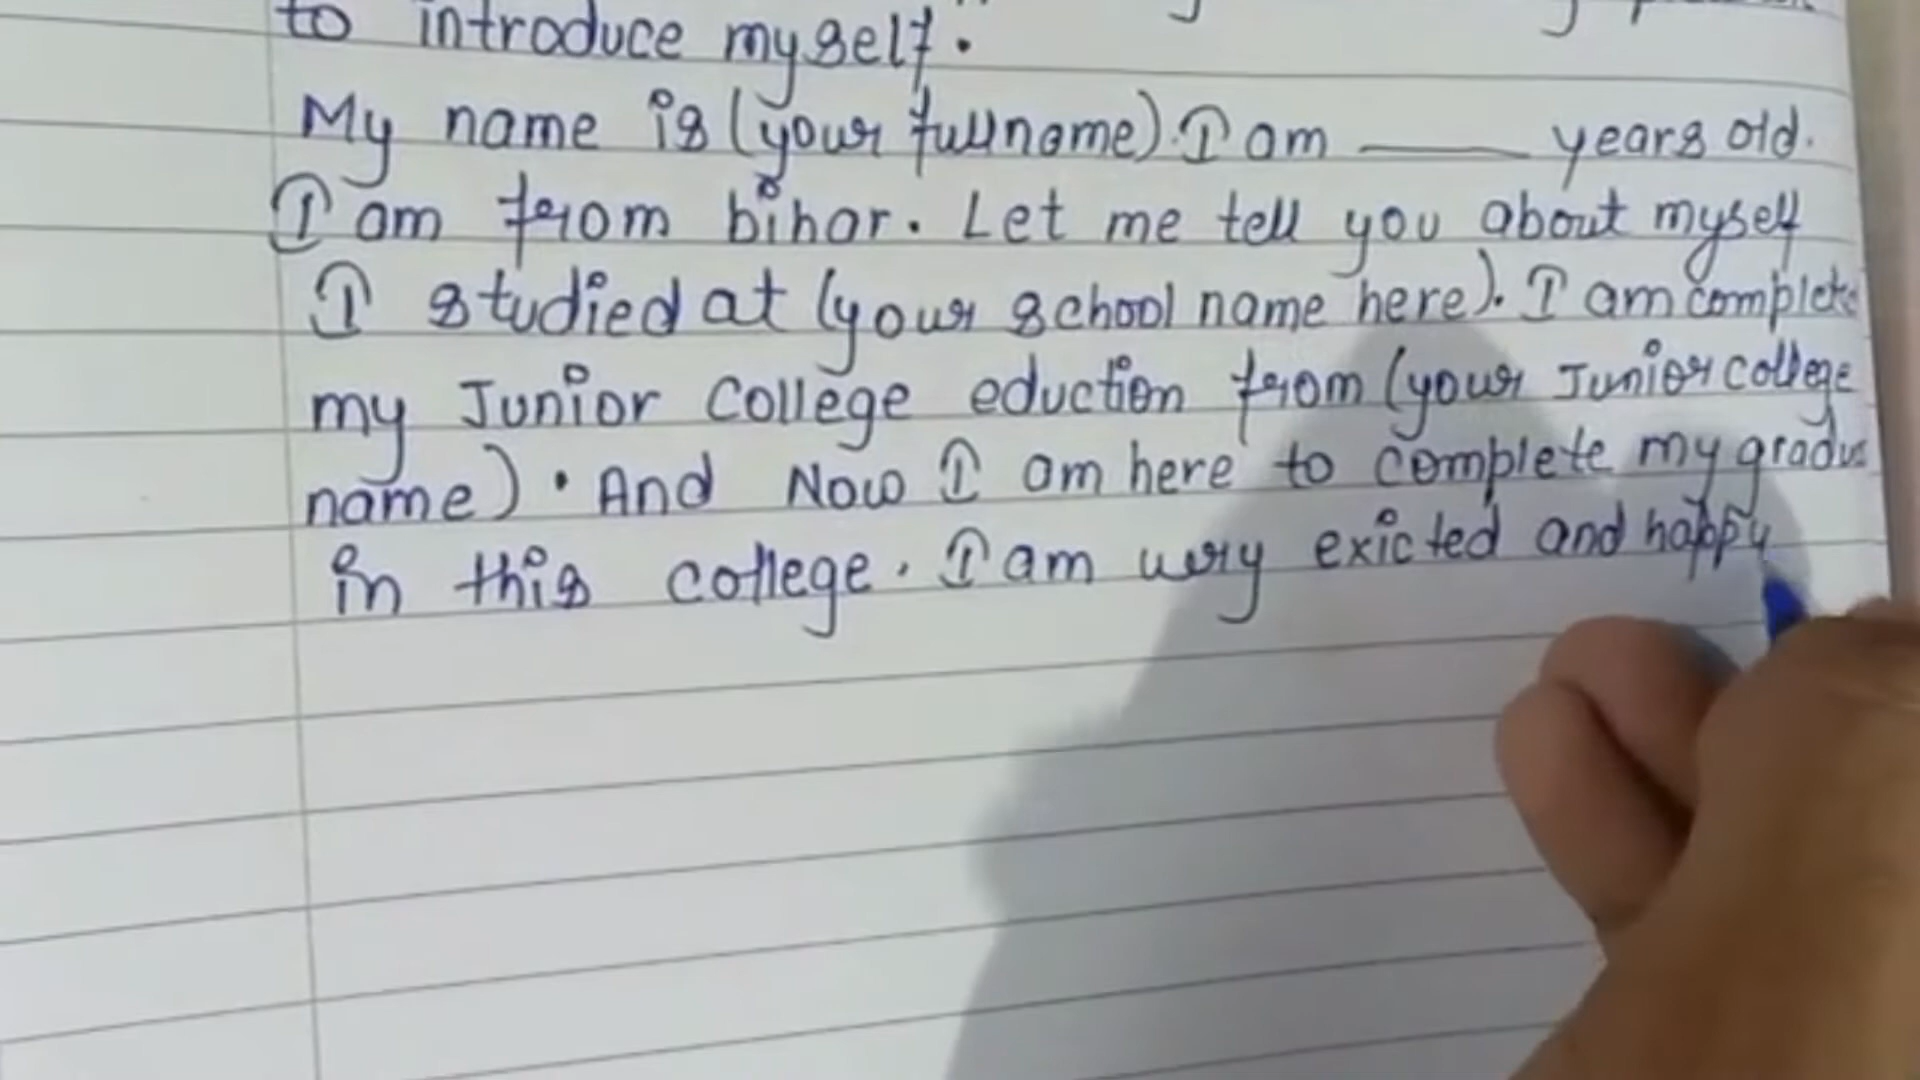 to introduce myself.
My name is (your fullname). I am ____ years old.
I am from bihar. Let me tell you about myself
I studied at (your school name here). I am complete
my Junior College eduction from (your Junior college
name). And Now I am here to complete my gradu
in this college. I am very exicted and happy